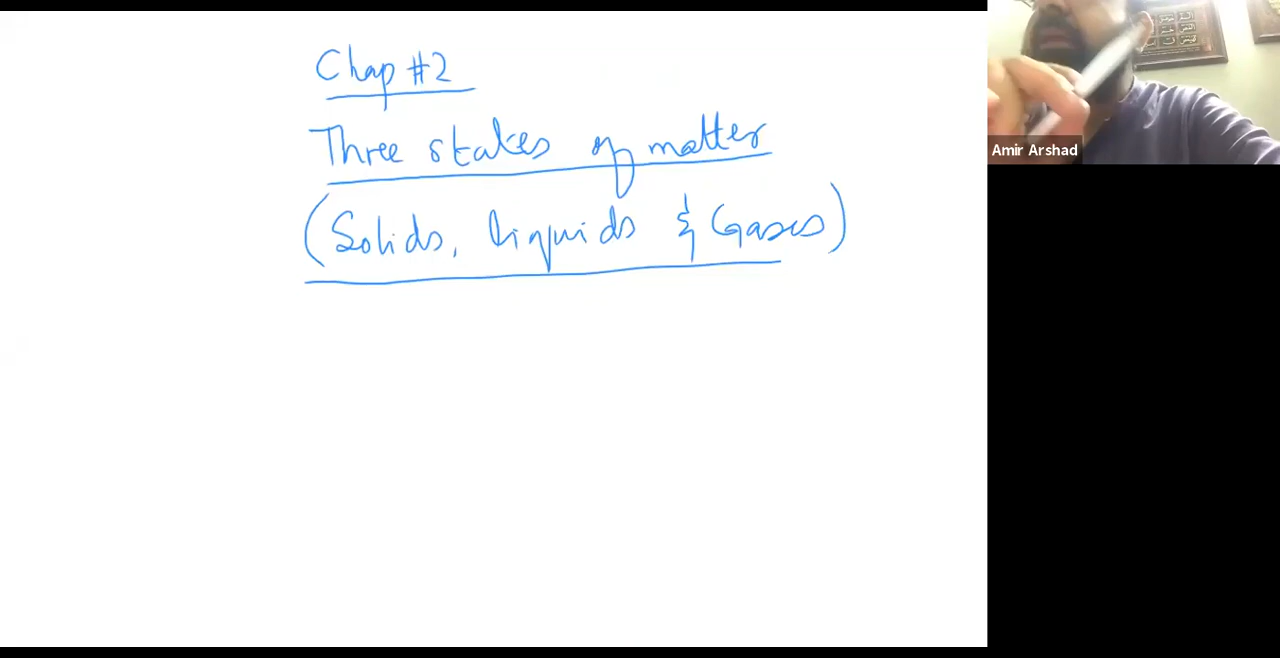 Chap #2
Three states of matter
(Solids, liquids & Gases)
Amir Arshad